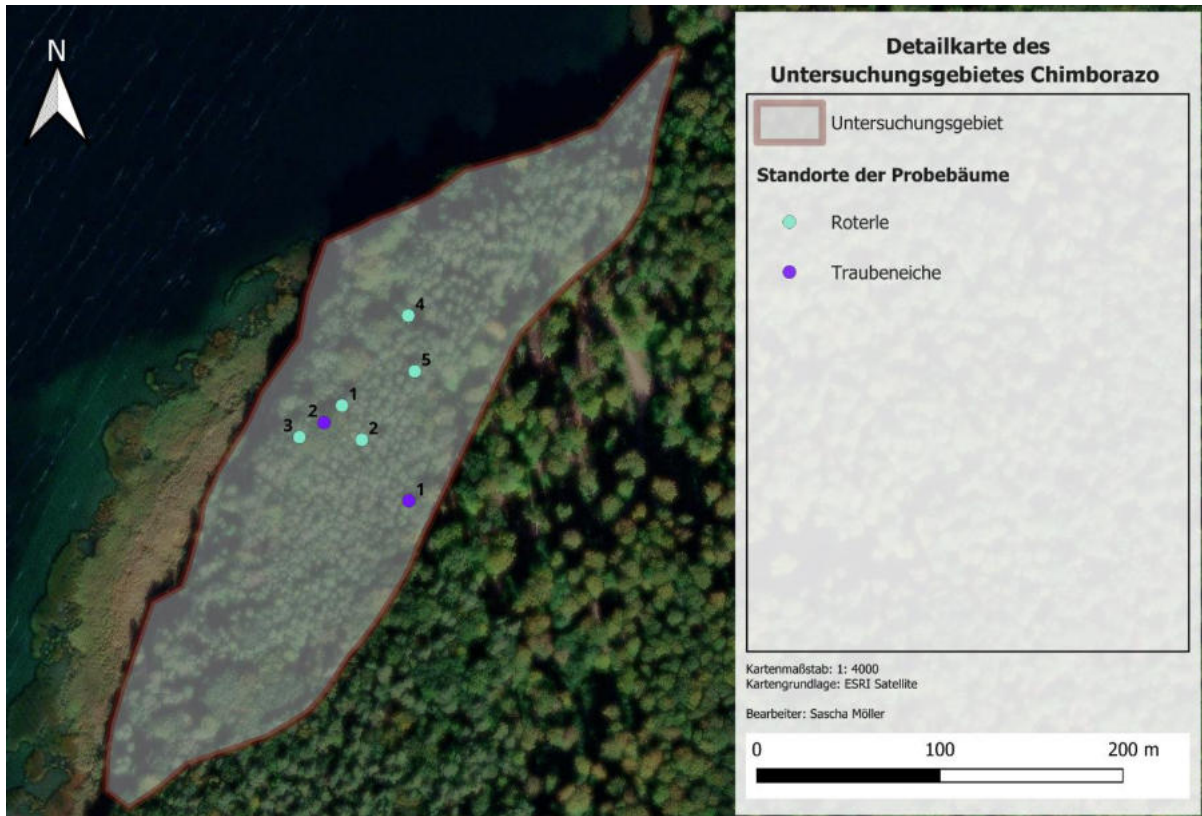 N
Detailkarte des
Untersuchungsgebietes Chimborazo
Untersuchungsgebiet
Standorte der Probebäume
Roterle
Traubeneiche
4
5
1
2
3
2
1
Kartenmaßstab: 1: 4000
Kartengrundlage: ESRI Satellite
Bearbeiter: Sascha Möller
0 100 200 m